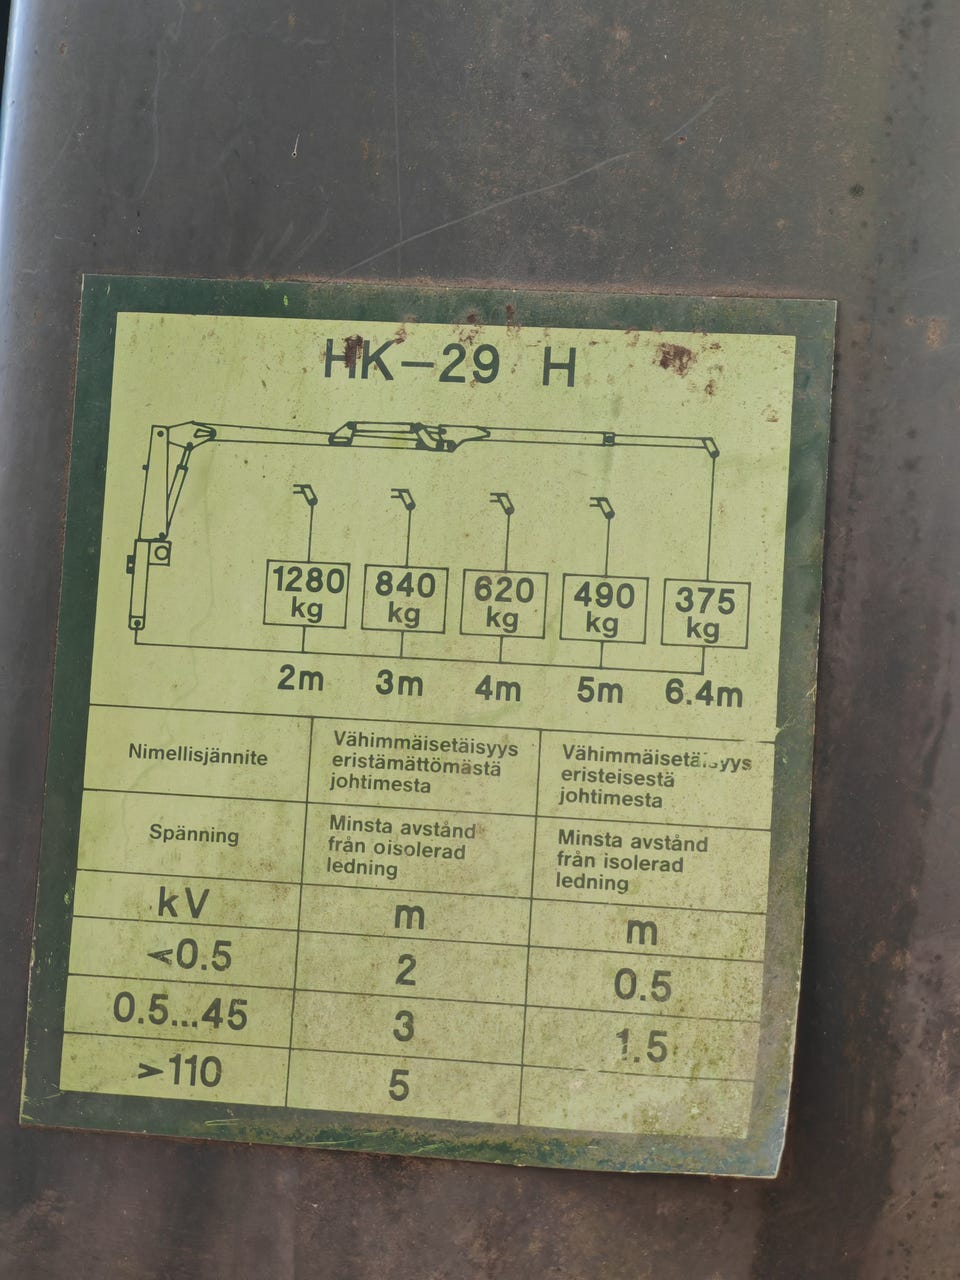 HK-29 H
1280 kg
840 kg
620 kg
490 kg
375 kg
2m 3m 4m 5m 6.4m
Nimellisjännite
Vähimmäisetäisyys
eristämättömästä
johtimesta
Vähimmäisetäisyys
eristeisestä
johtimesta
Spänning
Minsta avstånd
från oisolerad
ledning
Minsta avstånd
från isolerad
ledning
kV m m
⩽0.5 2 0.5
0.5...45 3 1.5
>110 5